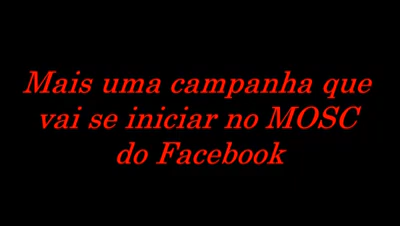 Mais uma campanha que
vai se iniciar no MOSC
do Facebook